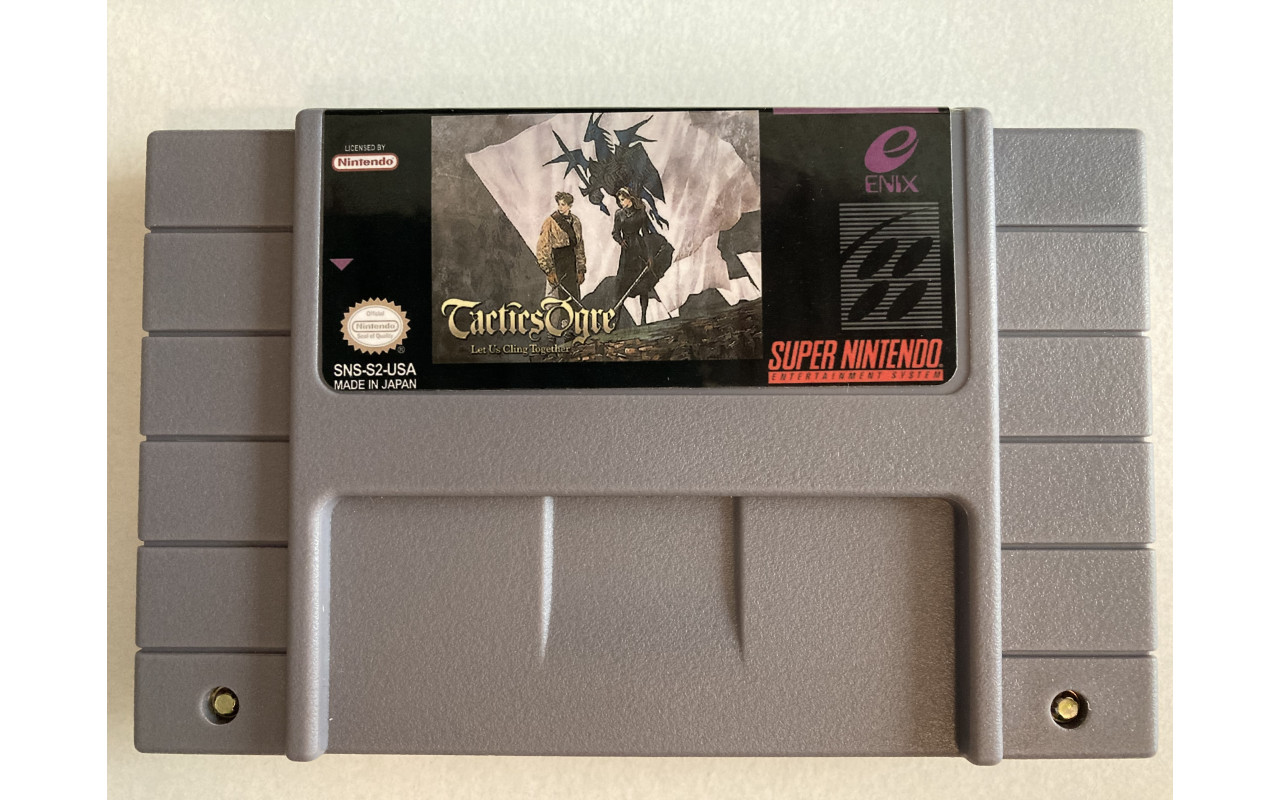 LICENSED BY
Nintendo
Official
Nintendo
Seal of Quality
®
SNS-S2-USA
MADE IN JAPAN
Tactics Ogre
Let Us Cling Together
ENIX
SUPER NINTENDO
ENTERTAINMENT SYSTEM